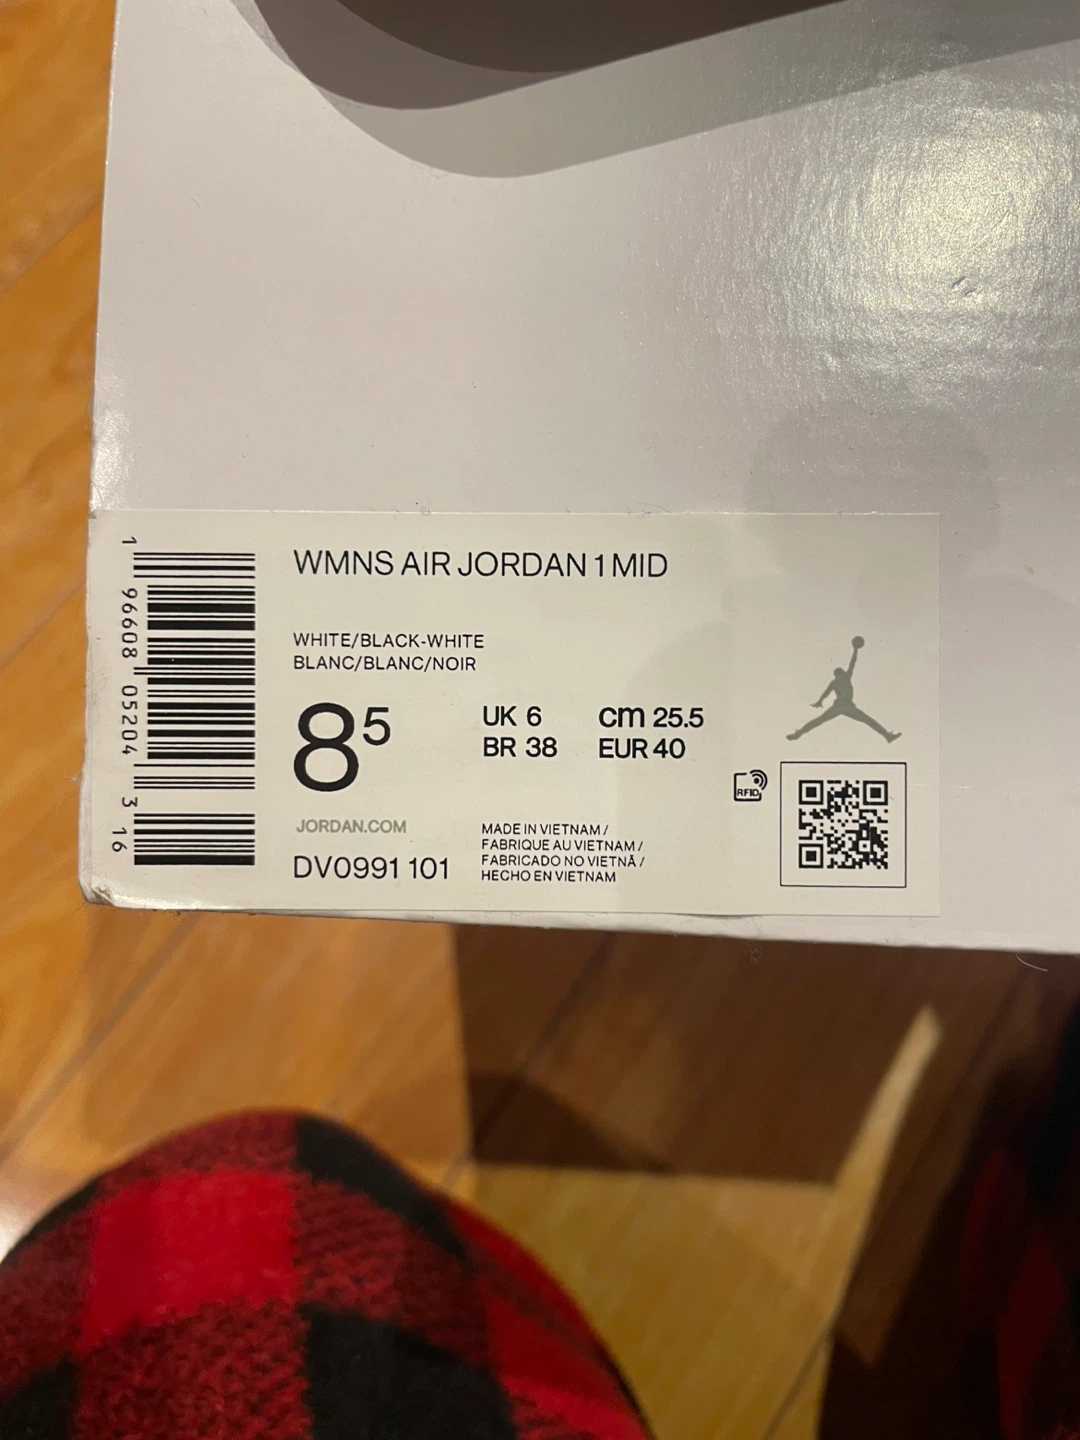 WMNS AIR JORDAN 1 MID
WHITE/BLACK-WHITE
BLANC/BLANC/NOIR
8 5
UK 6
cm 25.5
BR 38
EUR 40
RFID
JORDAN.COM
DV0991 101
MADE IN VIETNAM /
FABRIQUE AU VIETNAM /
FABRICADO NO VIETNÃ /
HECHO EN VIETNAM
1 96608 05204 3 16